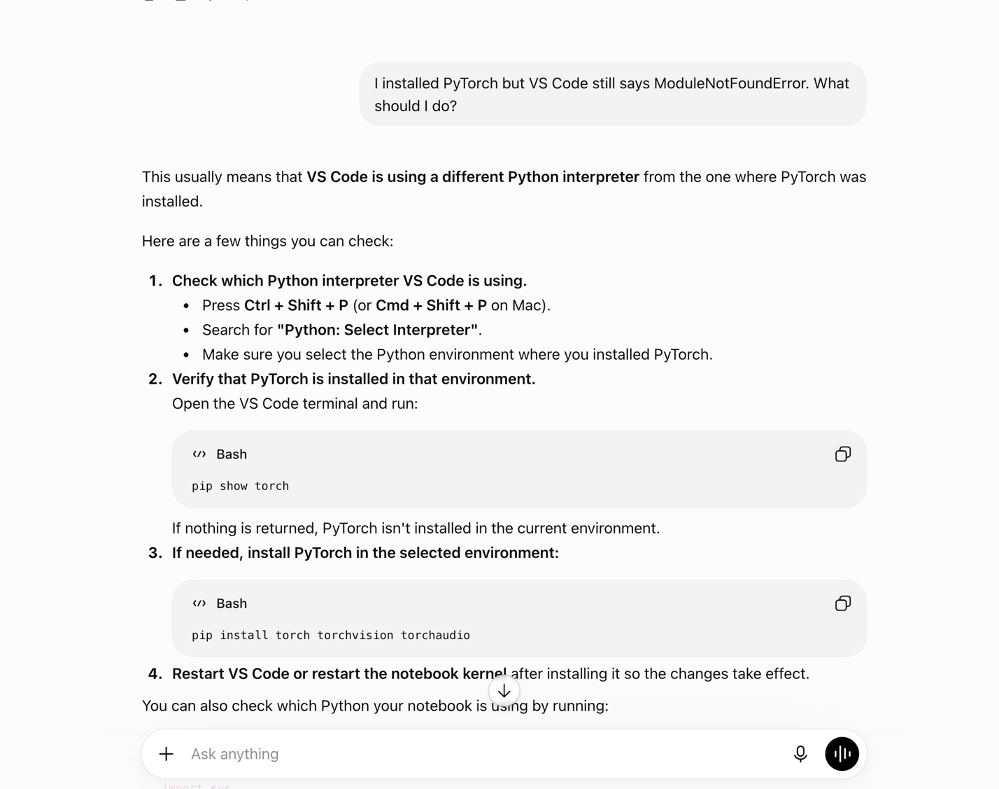 I installed PyTorch but VS Code still says ModuleNotFoundError. What
should I do?
This usually means that VS Code is using a different Python interpreter from the one where PyTorch was
installed.
Here are a few things you can check:
1. Check which Python interpreter VS Code is using.
• Press Ctrl + Shift + P (or Cmd + Shift + P on Mac).
• Search for "Python: Select Interpreter".
• Make sure you select the Python environment where you installed PyTorch.
2. Verify that PyTorch is installed in that environment.
Open the VS Code terminal and run:
Bash
pip show torch
If nothing is returned, PyTorch isn't installed in the current environment.
3. If needed, install PyTorch in the selected environment:
Bash
pip install torch torchvision torchaudio
4. Restart VS Code or restart the notebook kernel after installing it so the changes take effect.
You can also check which Python your notebook is using by running:
Ask anything
import sys